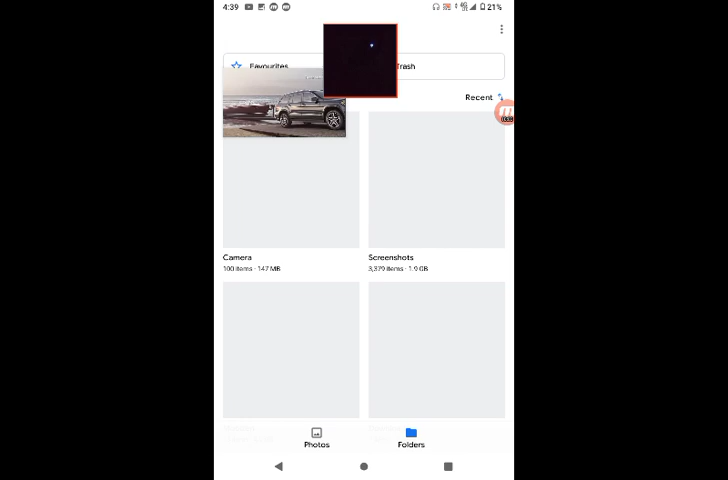 4:39
21%
Favourites
Trash
Recent
Camera
100 items · 147 MB
Screenshots
3,379 items · 1.9 GB
Photos
Folders